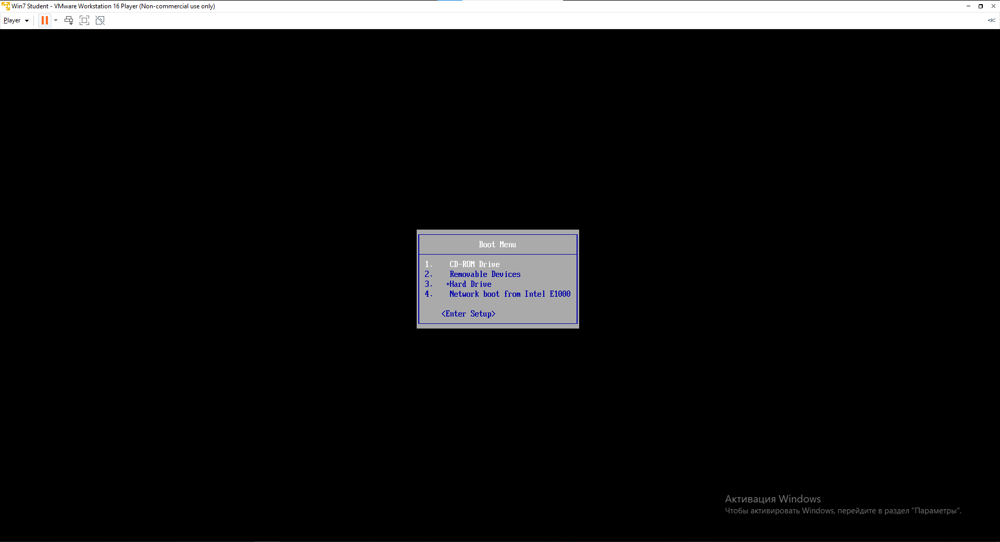 Win7 Student - VMware Workstation 16 Player (Non-commercial use only)
Player
Boot Menu
1. CD-ROM Drive
2. Removable Devices
3. +Hard Drive
4. Network boot from Intel E1000
<Enter Setup>
Активация Windows
Чтобы активировать Windows, перейдите в раздел "Параметры".